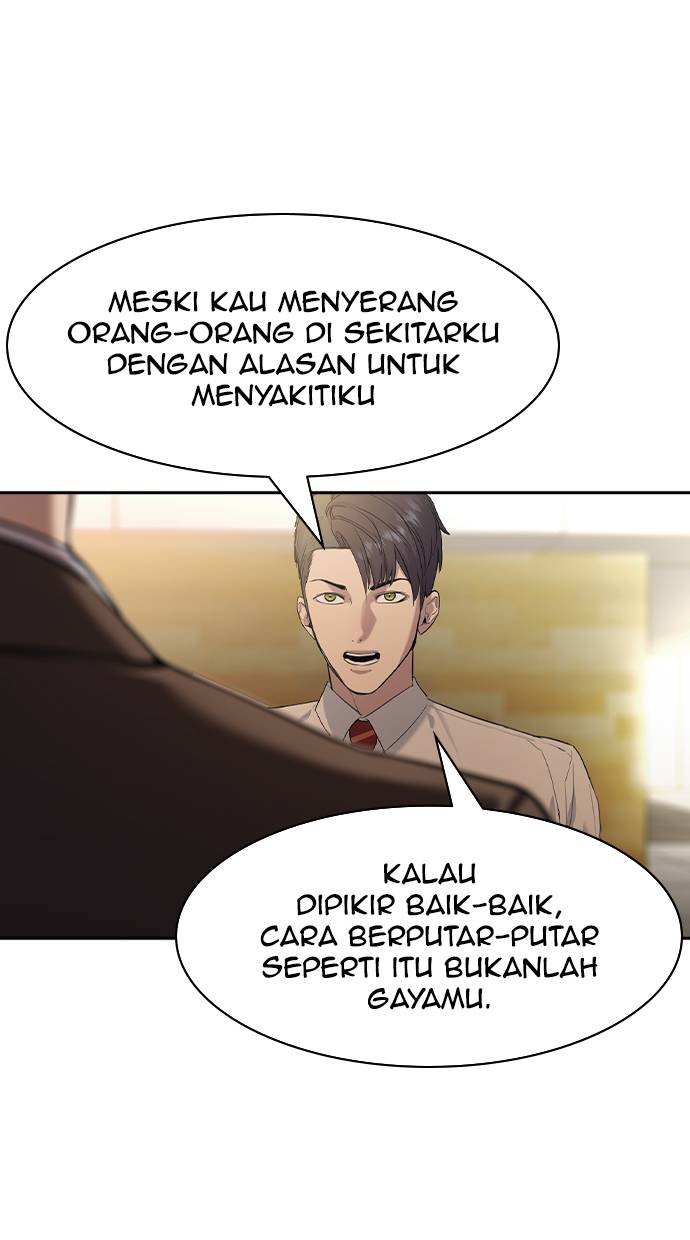 MESKI KAU MENYERANG
ORANG-ORANG DI SEKITARKU
DENGAN ALASAN UNTUK
MENYAKITIKU
KALAU
DIPIKIR BAIK-BAIK,
CARA BERPUTAR-PUTAR
SEPERTI ITU BUKANLAH
GAYAMU.